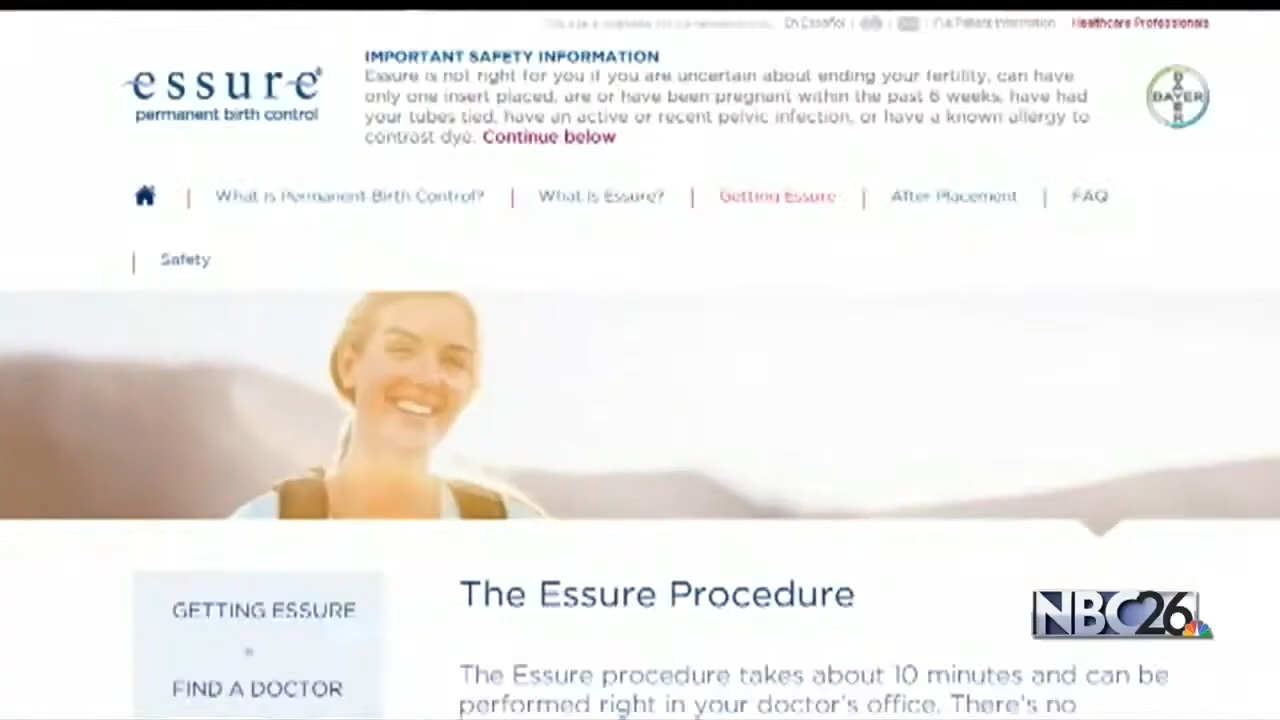 En Español | | Full Patient Information Healthcare Professionals
essure®
permanent birth control
IMPORTANT SAFETY INFORMATION
Essure is not right for you if you are uncertain about ending your fertility, can have
only one insert placed, are or have been pregnant within the past 6 weeks, have had
your tubes tied, have an active or recent pelvic infection, or have a known allergy to
contrast dye. Continue below
BAYER
BAYER
| What is Permanent Birth Control? | What Is Essure? | Getting Essure | After Placement | FAQ
| Safety
GETTING ESSURE
FIND A DOCTOR
The Essure Procedure
The Essure procedure takes about 10 minutes and can be
performed right in your doctor's office. There's no
NBC26